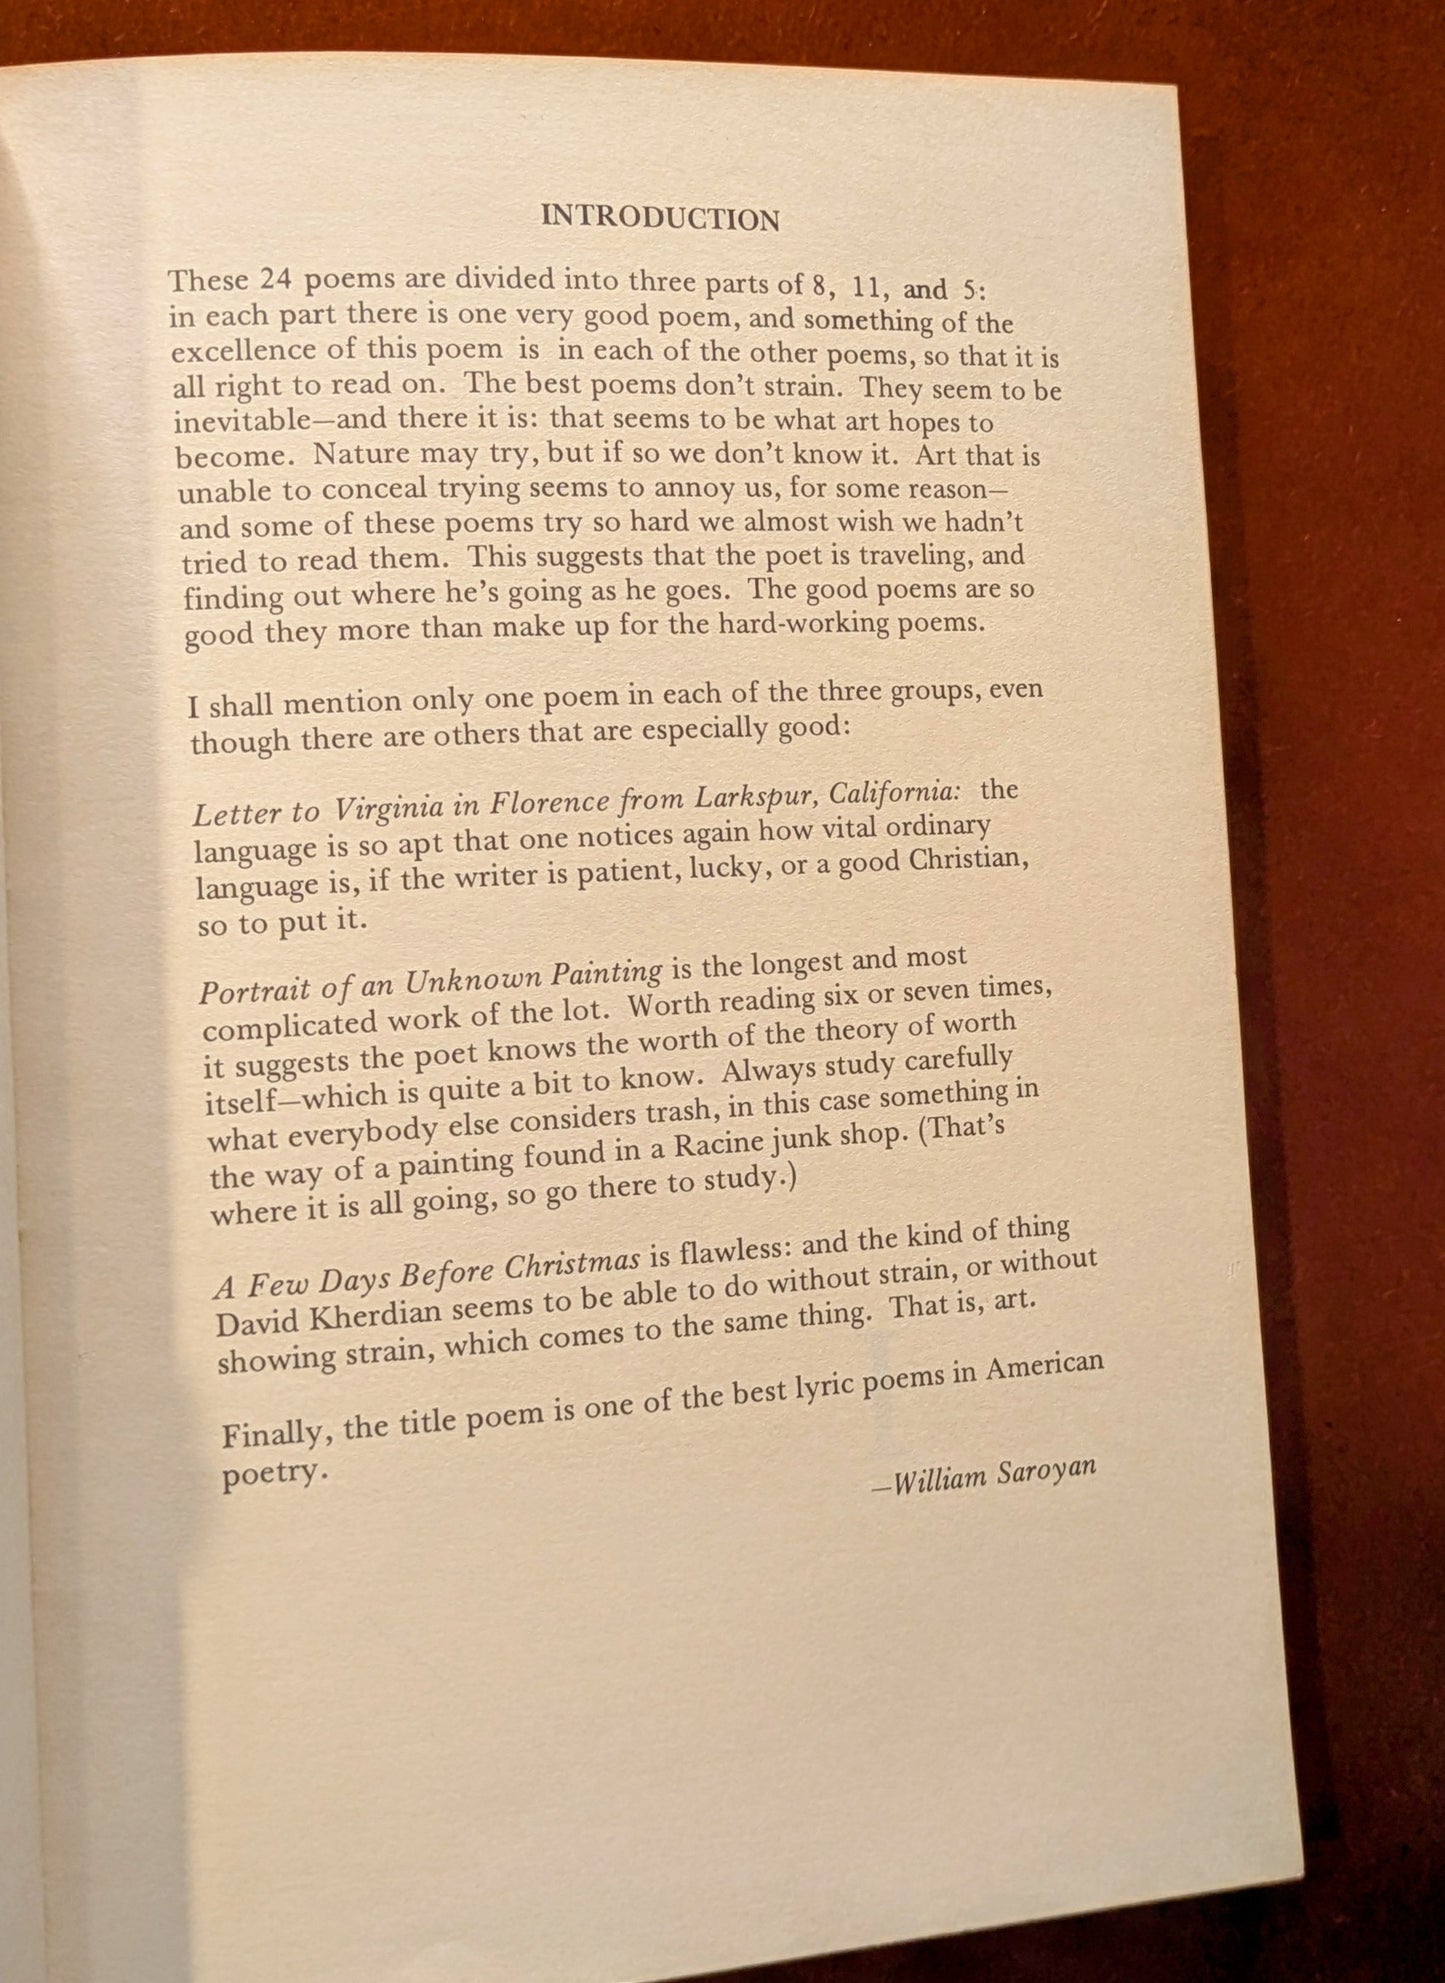 INTRODUCTION
These 24 poems are divided into three parts of 8, 11, and 5:
in each part there is one very good poem, and something of the
excellence of this poem is in each of the other poems, so that it is
all right to read on. The best poems don't strain. They seem to be
inevitable—and there it is: that seems to be what art hopes to
become. Nature may try, but if so we don't know it. Art that is
unable to conceal trying seems to annoy us, for some reason—
and some of these poems try so hard we almost wish we hadn't
tried to read them. This suggests that the poet is traveling, and
finding out where he's going as he goes. The good poems are so
good they more than make up for the hard-working poems.
I shall mention only one poem in each of the three groups, even
though there are others that are especially good:
Letter to Virginia in Florence from Larkspur, California: the
language is so apt that one notices again how vital ordinary
language is, if the writer is patient, lucky, or a good Christian,
so to put it.
Portrait of an Unknown Painting is the longest and most
complicated work of the lot. Worth reading six or seven times,
it suggests the poet knows the worth of the theory of worth
itself—which is quite a bit to know. Always study carefully
what everybody else considers trash, in this case something in
the way of a painting found in a Racine junk shop. (That's
where it is all going, so go there to study.)
A Few Days Before Christmas is flawless: and the kind of thing
David Kherdian seems to be able to do without strain, or without
showing strain, which comes to the same thing. That is, art.
Finally, the title poem is one of the best lyric poems in American
poetry.
—William Saroyan